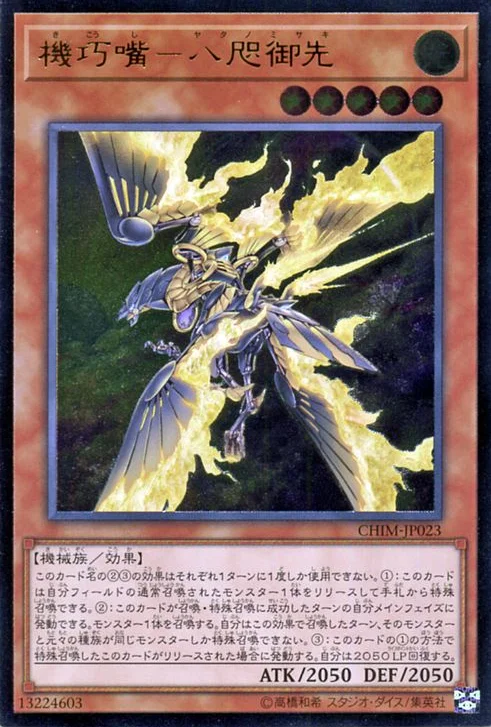 機巧嘴－八咫御先
CHIM-JP023
【機械族／効果】
このカード名の②③の効果はそれぞれ1ターンに1度しか使用できない。①：このカード
は自分フィールドの通常召喚されたモンスター1体をリリースして手札から特殊
召喚できる。②：このカードが召喚・特殊召喚に成功したターンの自分メインフェイズに
発動できる。モンスター1体を召喚する。自分はこの効果で召喚したターン、そのモンスター
と元々の種族が同じモンスターしか特殊召喚できない。③：このカードの①の方法で
特殊召喚したこのカードがリリースされた場合に発動する。自分は2050LP回復する。
ATK/2050 DEF/2050
13224603
©高橋和希 スタジオ・ダイス/集英社